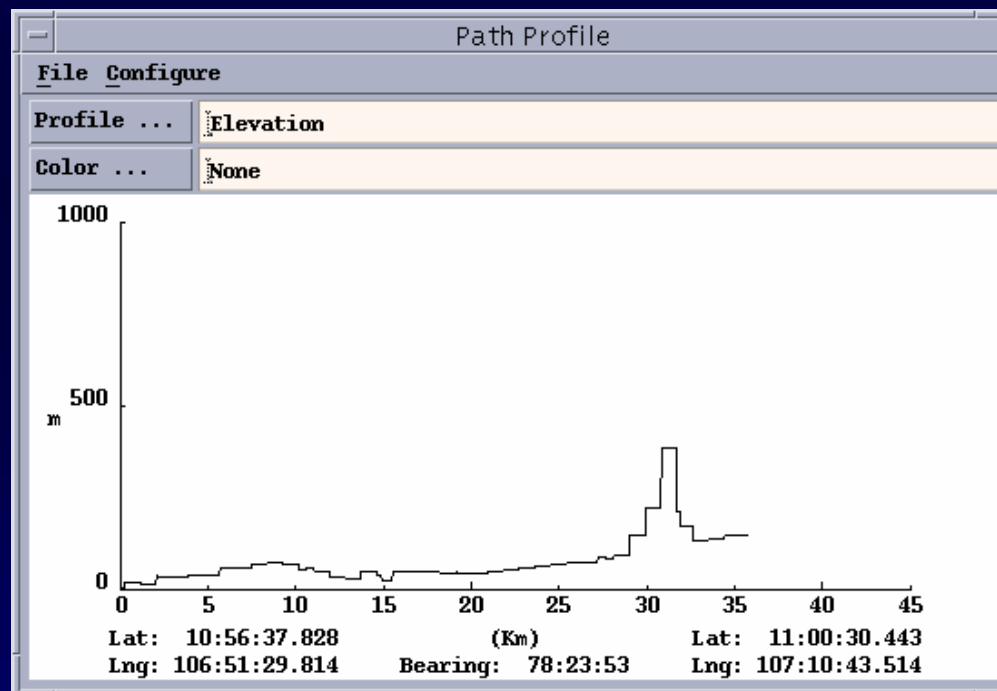 Path Profile
File Configure
Profile ... Elevation
Color ... None
1000
500
m
0
0 5 10 15 20 25 30 35 40 45
Lat: 10:56:37.828 (Km) Lat: 11:00:30.443
Lng: 106:51:29.814 Bearing: 78:23:53 Lng: 107:10:43.514